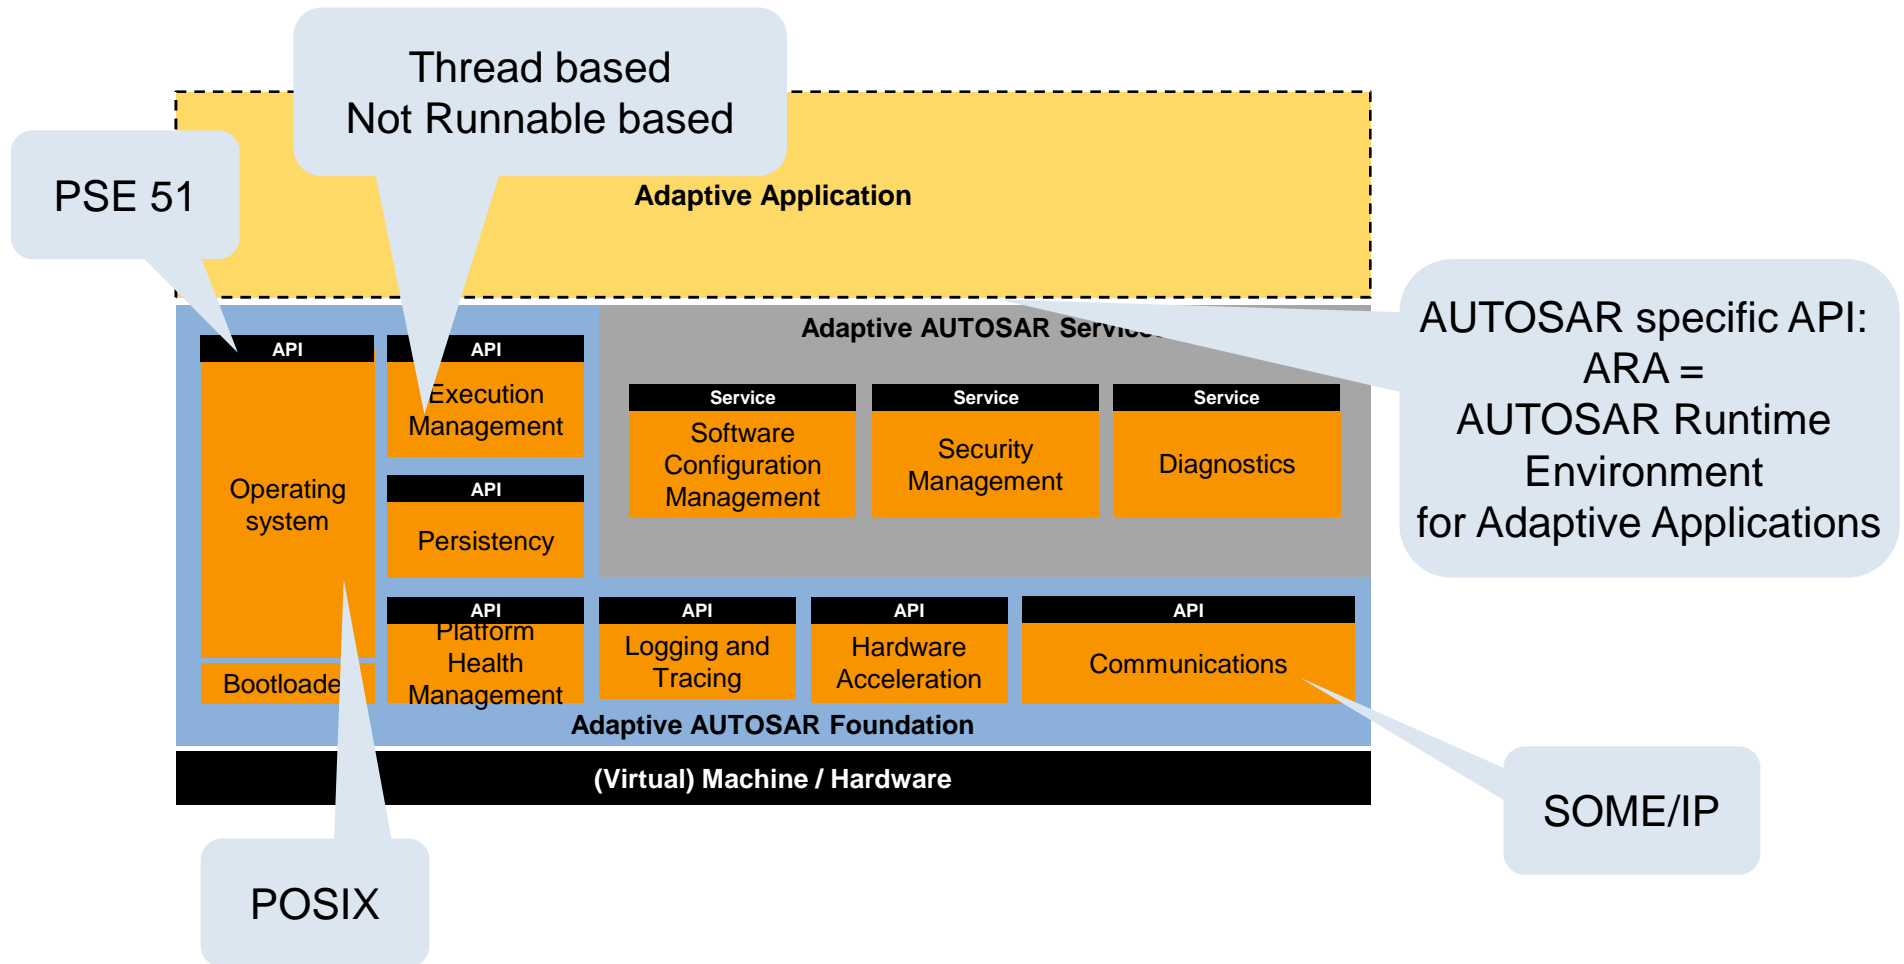 Thread based
Not Runnable based
PSE 51
Adaptive Application
AUTOSAR specific API:
ARA =
AUTOSAR Runtime
Environment
for Adaptive Applications
Adaptive AUTOSAR Service
API
Operating
system
Bootloade
API
Execution
Management
API
Persistency
Service
Software
Configuration
Management
Service
Security
Management
Service
Diagnostics
API
Platform
Health
Management
API
Logging and
Tracing
API
Hardware
Acceleration
API
Communications
Adaptive AUTOSAR Foundation
(Virtual) Machine / Hardware
SOME/IP
POSIX